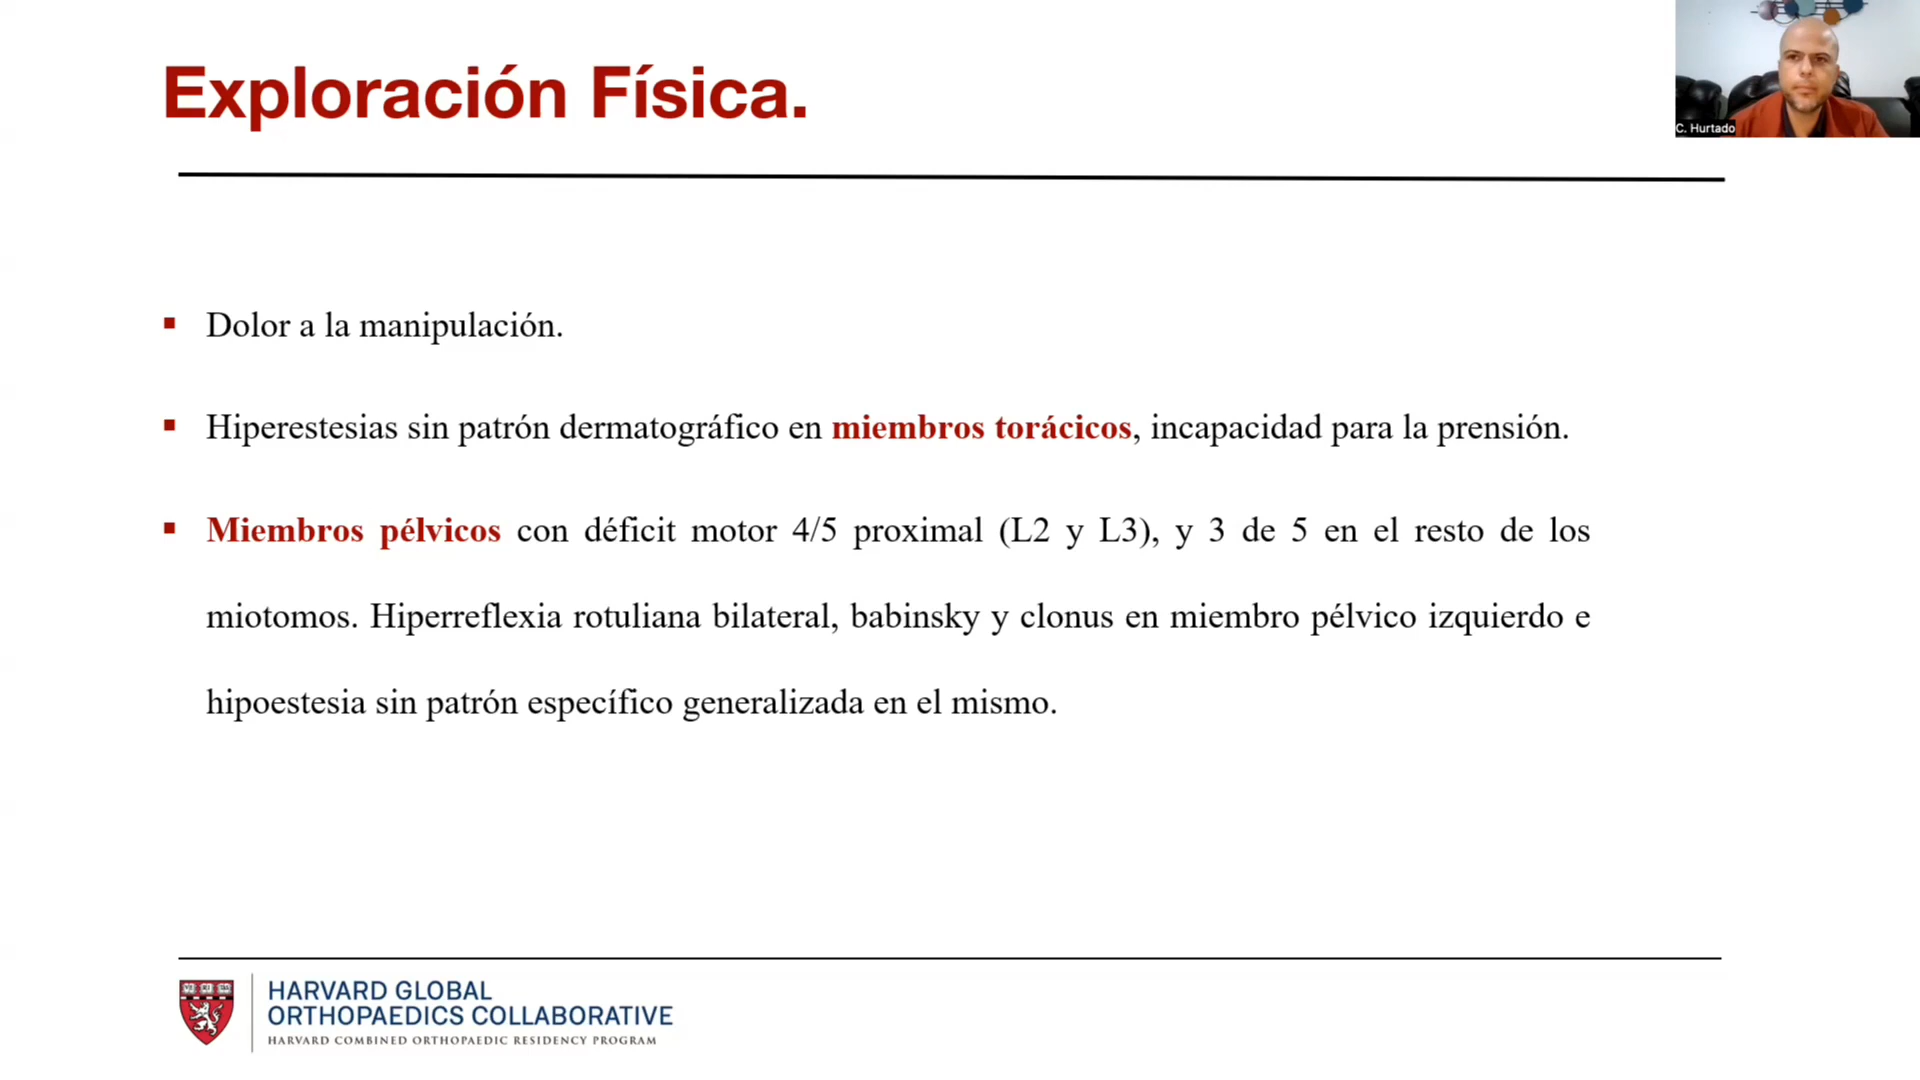 Exploración Física.
C. Hurtado
Dolor a la manipulación.
Hiperestesias sin patrón dermatográfico en miembros torácicos, incapacidad para la prensión.
Miembros pélvicos con déficit motor 4/5 proximal (L2 y L3), y 3 de 5 en el resto de los
miotomos. Hiperreflexia rotuliana bilateral, babinsky y clonus en miembro pélvico izquierdo e
hipoestesia sin patrón específico generalizada en el mismo.
HARVARD GLOBAL
ORTHOPAEDICS COLLABORATIVE
HARVARD COMBINED ORTHOPAEDIC RESIDENCY PROGRAM